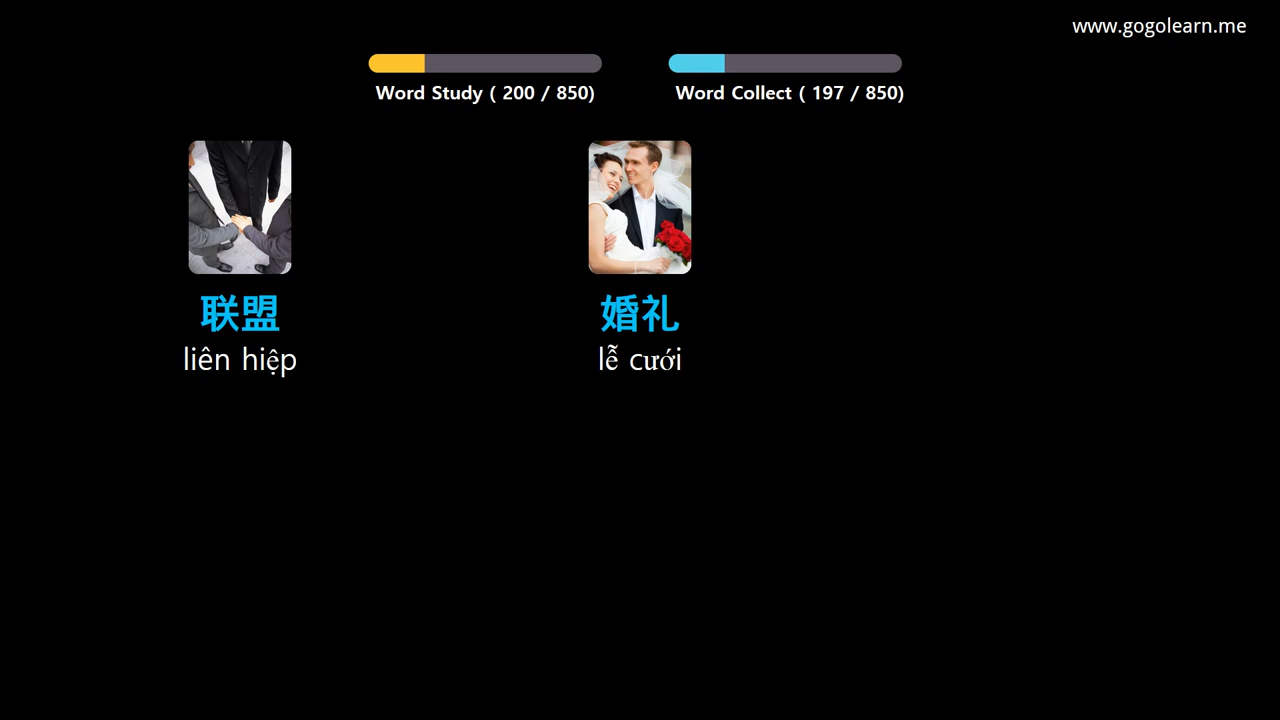 www.gogolearn.me
Word Study ( 200 / 850)
Word Collect ( 197 / 850)
联盟
liên hiệp
婚礼
lễ cưới